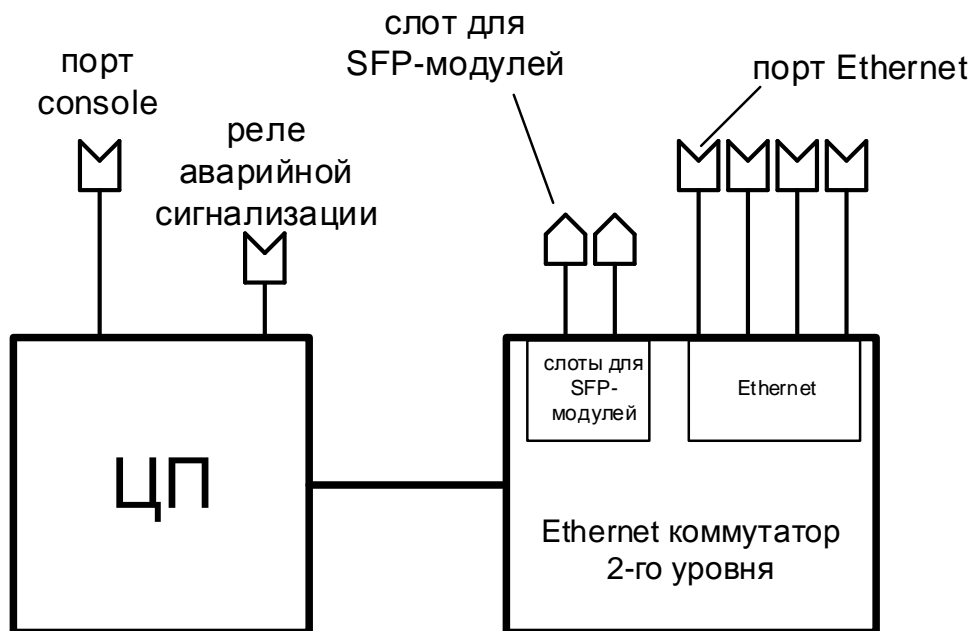 слот для
SFP-модулей
порт
console
порт Ethernet
реле
аварийной
сигнализации
слоты для
SFP-
модулей
Ethernet
ЦП
Ethernet коммутатор
2-го уровня